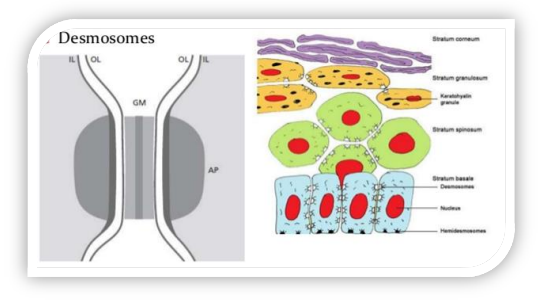 Desmosomes
IL OL OL IL
GM
AP
Stratum corneum
Stratum granulosum
Keratohyalin
granule
Stratum spinosum
Stratum basale
Desmosomes
Nucleus
Hemidesmosomes